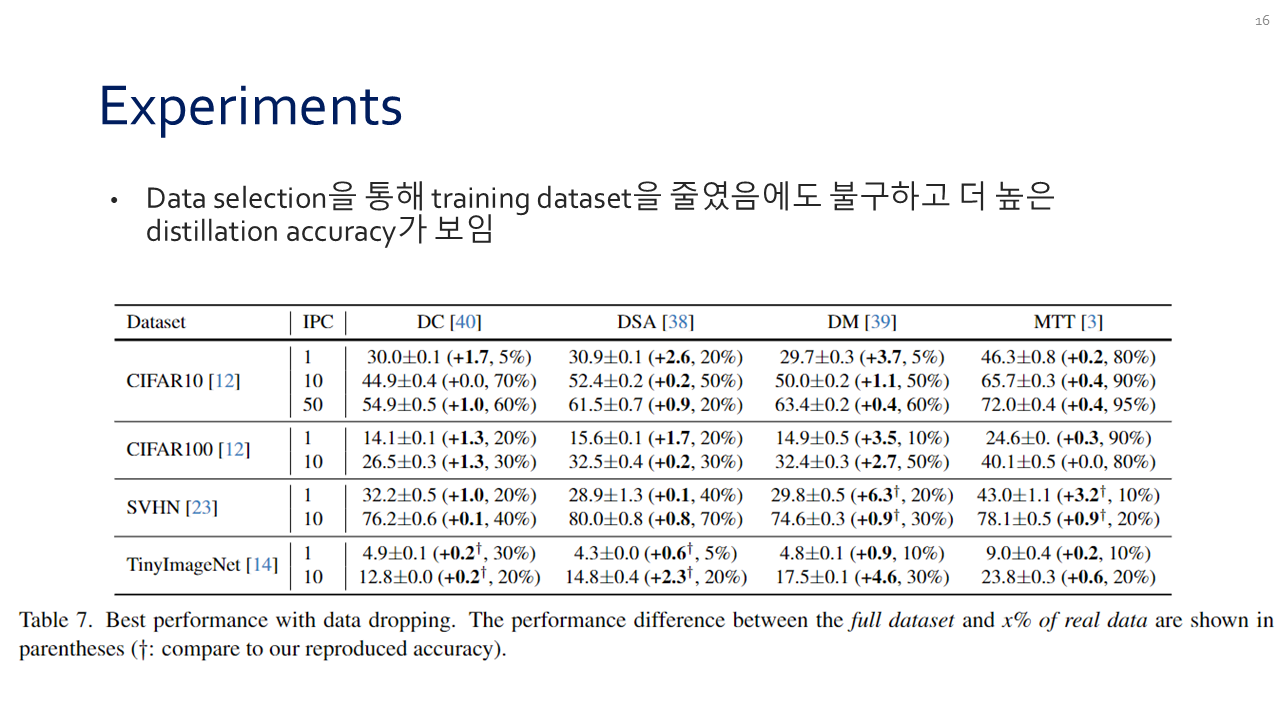 16
Experiments
• Data selection을 통해 training dataset을 줄였음에도 불구하고 더 높은
distillation accuracy가 보임
Dataset | IPC | DC [40] DSA [38] DM [39] MTT [3]
1 30.0±0.1 (+1.7, 5%) 30.9±0.1 (+2.6, 20%) 29.7±0.3 (+3.7, 5%) 46.3±0.8 (+0.2, 80%)
CIFAR10 [12] 10 44.9±0.4 (+0.0, 70%) 52.4±0.2 (+0.2, 50%) 50.0±0.2 (+1.1, 50%) 65.7±0.3 (+0.4, 90%)
50 54.9±0.5 (+1.0, 60%) 61.5±0.7 (+0.9, 20%) 63.4±0.2 (+0.4, 60%) 72.0±0.4 (+0.4, 95%)
CIFAR100 [12] 1 14.1±0.1 (+1.3, 20%) 15.6±0.1 (+1.7, 20%) 14.9±0.5 (+3.5, 10%) 24.6±0. (+0.3, 90%)
10 26.5±0.3 (+1.3, 30%) 32.5±0.4 (+0.2, 30%) 32.4±0.3 (+2.7, 50%) 40.1±0.5 (+0.0, 80%)
SVHN [23] 1 32.2±0.5 (+1.0, 20%) 28.9±1.3 (+0.1, 40%) 29.8±0.5 (+6.3†, 20%) 43.0±1.1 (+3.2†, 10%)
10 76.2±0.6 (+0.1, 40%) 80.0±0.8 (+0.8, 70%) 74.6±0.3 (+0.9†, 30%) 78.1±0.5 (+0.9†, 20%)
TinyImageNet [14] 1 4.9±0.1 (+0.2†, 30%) 4.3±0.0 (+0.6†, 5%) 4.8±0.1 (+0.9, 10%) 9.0±0.4 (+0.2, 10%)
10 12.8±0.0 (+0.2†, 20%) 14.8±0.4 (+2.3†, 20%) 17.5±0.1 (+4.6, 30%) 23.8±0.3 (+0.6, 20%)
Table 7. Best performance with data dropping. The performance difference between the full dataset and x% of real data are shown in
parentheses (†: compare to our reproduced accuracy).